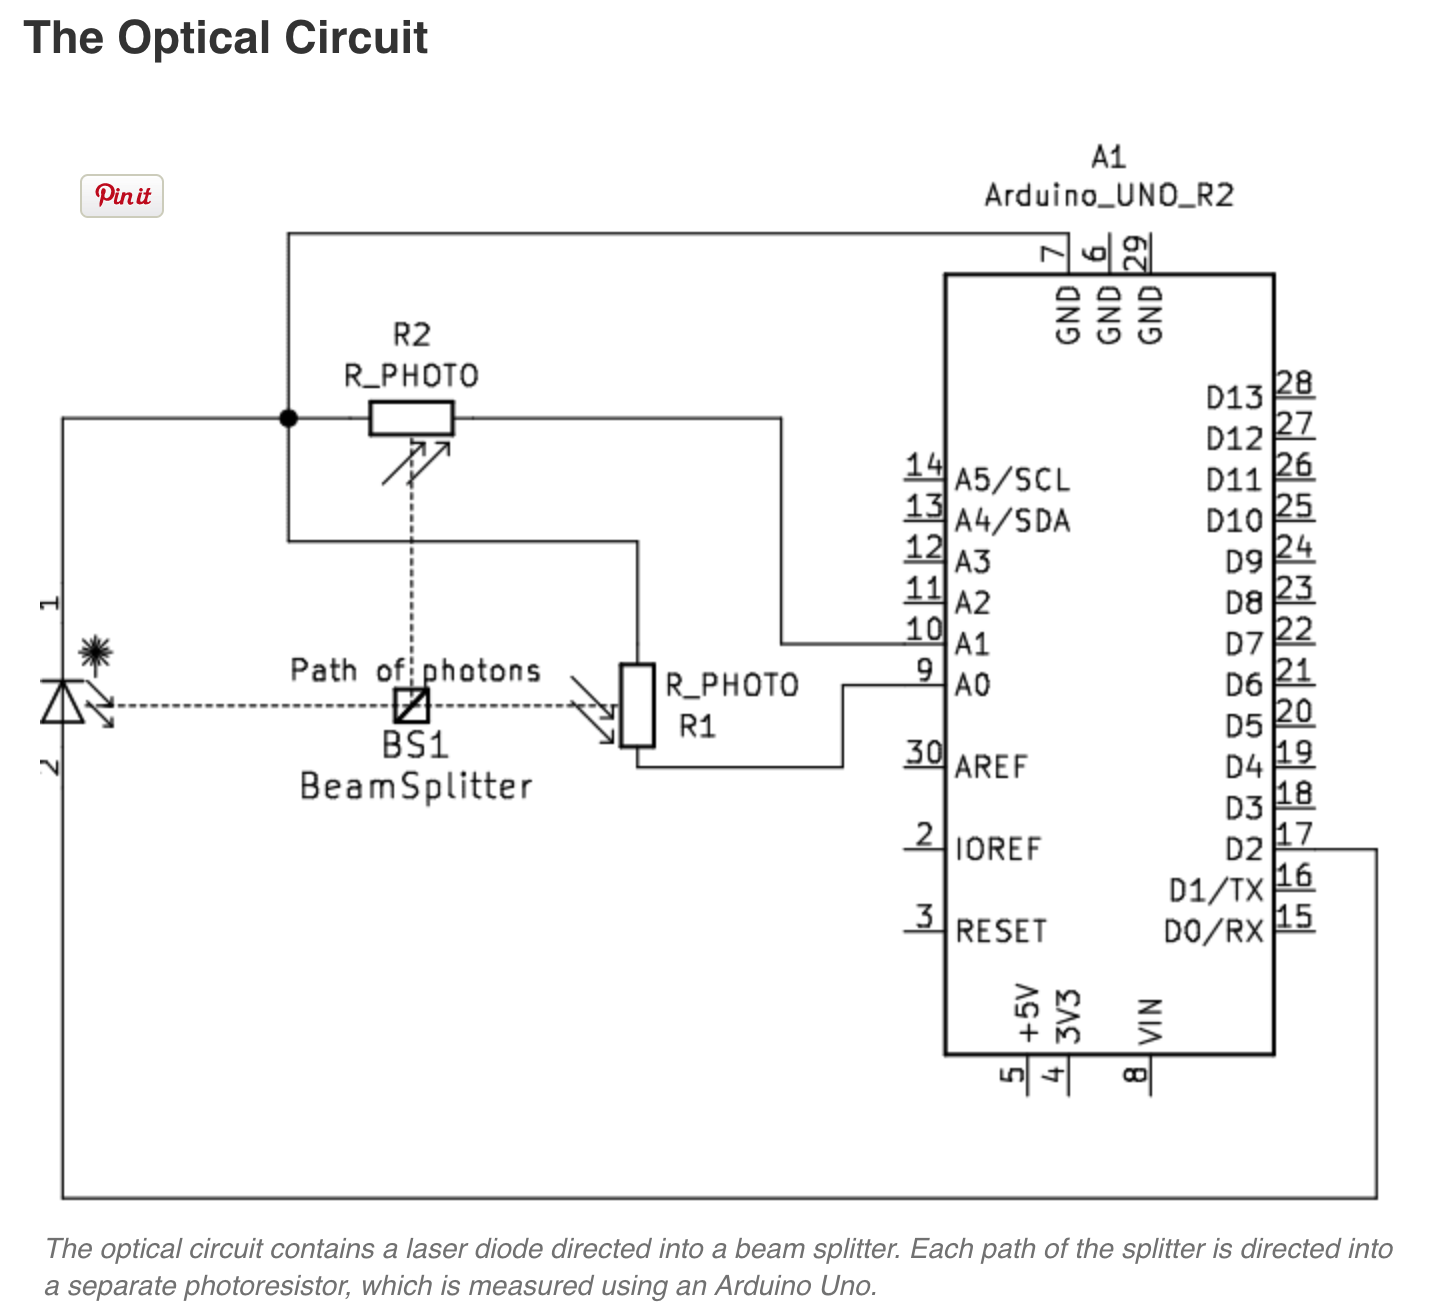 The Optical Circuit
Pin it
A1
Arduino_UNO_R2
7 6 29
GND GND GND
R2
R_PHOTO
D13 28
D12 27
D11 26
D10 25
D9 24
D8 23
D7 22
D6 21
D5 20
D4 19
D3 18
D2 17
D1/TX 16
D0/RX 15
14 A5/SCL
13 A4/SDA
12 A3
11 A2
10 A1
9 A0
30 AREF
2 IOREF
3 RESET
+5V 3V3 VIN
5 4 8
1
2
Path of photons
BS1
BeamSplitter
R_PHOTO
R1
The optical circuit contains a laser diode directed into a beam splitter. Each path of the splitter is directed into
a separate photoresistor, which is measured using an Arduino Uno.